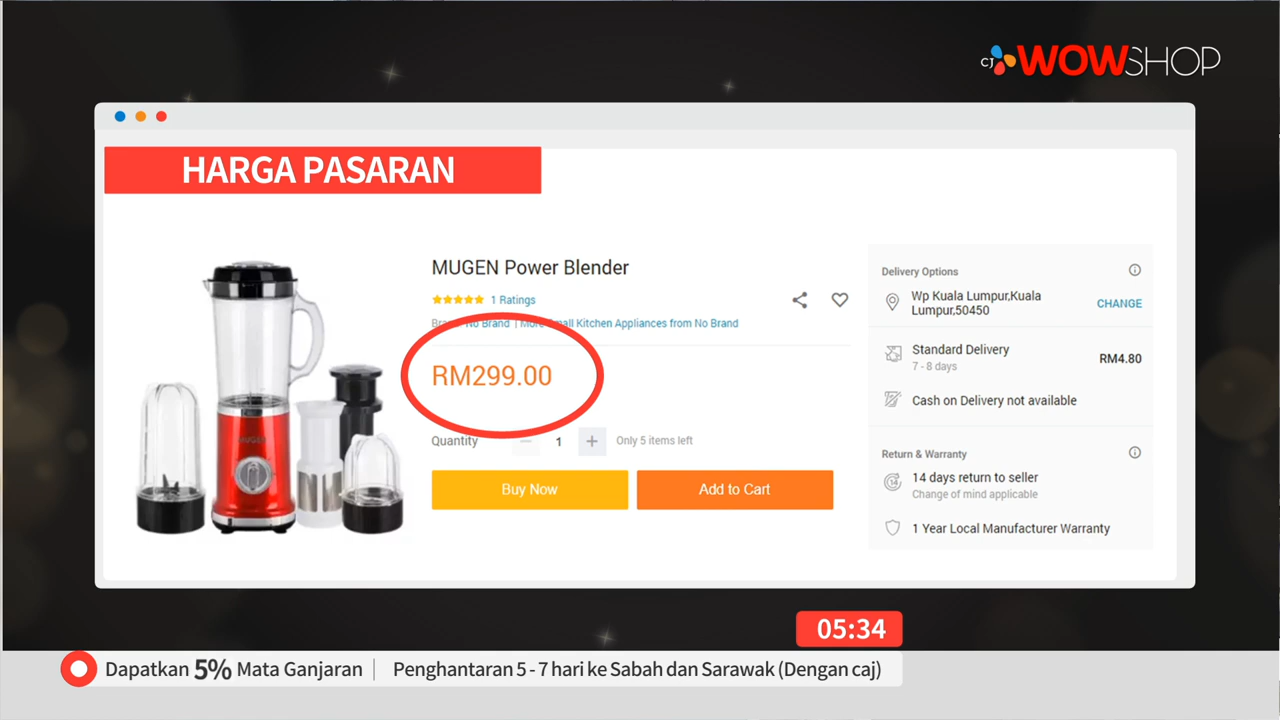 CJ WOWSHOP
HARGA PASARAN
MUGEN Power Blender
1 Ratings
Brand: No Brand | More Small Kitchen Appliances from No Brand
RM299.00
Quantity
1
Only 5 items left
Buy Now
Add to Cart
MUGEN
Delivery Options
Wp Kuala Lumpur,Kuala
Lumpur,50450
CHANGE
Standard Delivery
RM4.80
7 - 8 days
Cash on Delivery not available
Return & Warranty
14 days return to seller
Change of mind applicable
14
1 Year Local Manufacturer Warranty
05:34
Dapatkan 5% Mata Ganjaran | Penghantaran 5 - 7 hari ke Sabah dan Sarawak (Dengan caj)